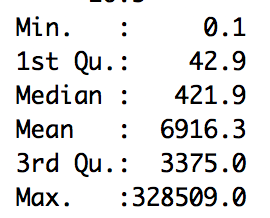 Min.   :     0.1
1st Qu.:    42.9
Median :   421.9
Mean   :  6916.3
3rd Qu.:  3375.0
Max.   :328509.0